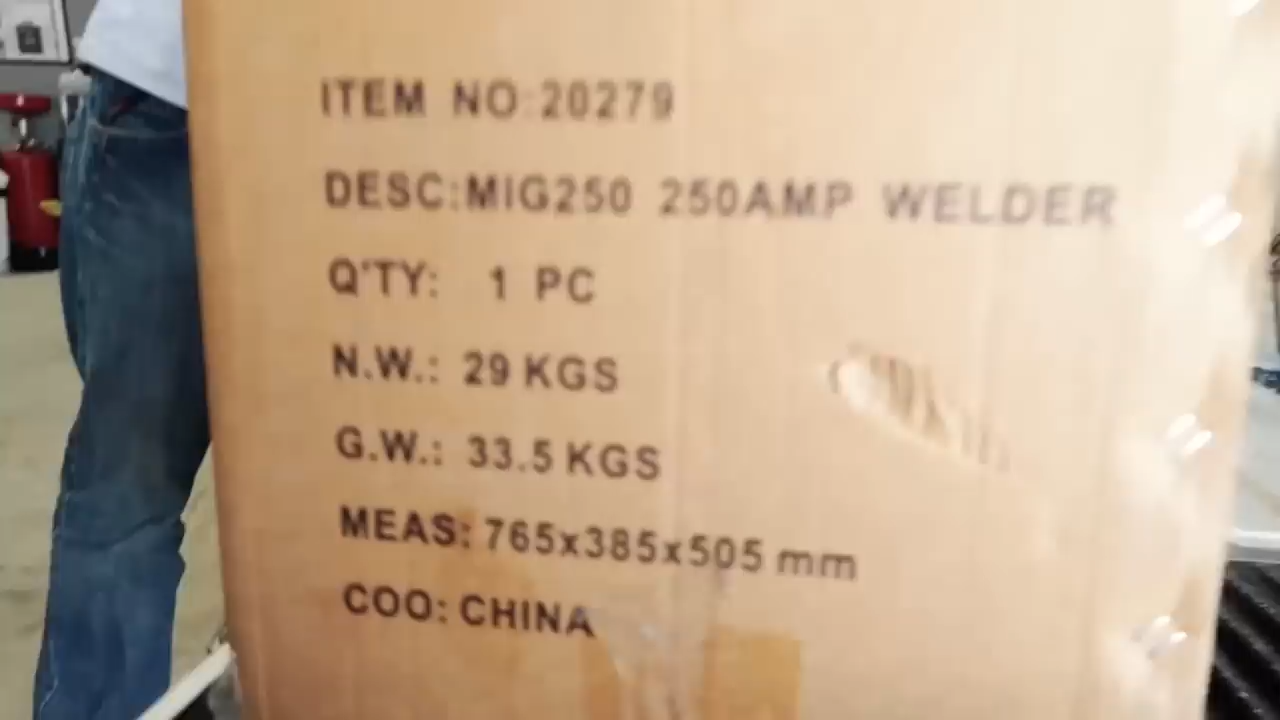 ITEM NO:20279
DESC:MIG250 250AMP WELDER
Q'TY: 1 PC
N.W.: 29 KGS
G.W.: 33.5 KGS
MEAS: 765x385x505 mm
COO: CHINA